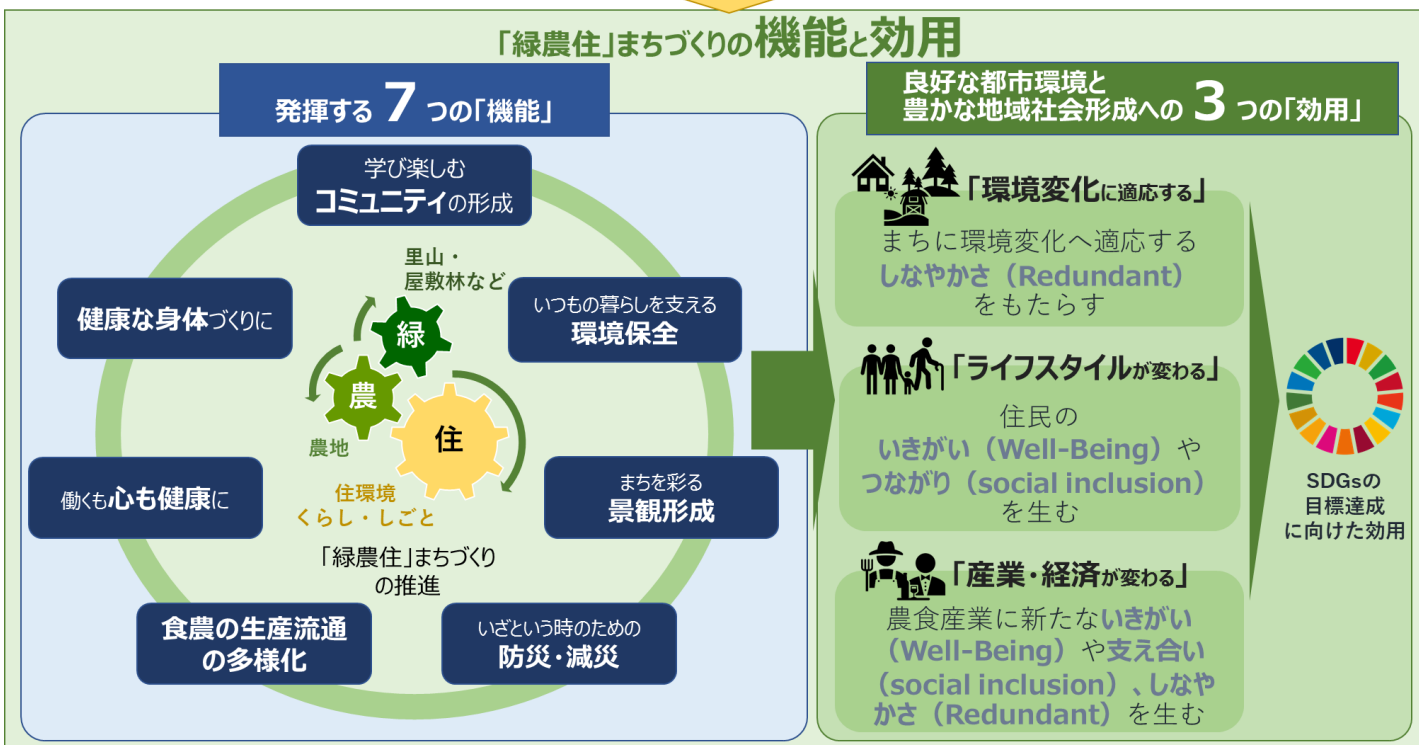 「緑農住」まちづくりの機能と効用
発揮する 7 つの「機能」
学び楽しむ
コミュニティの形成
里山・
屋敷林など
健康な身体づくりに
いつもの暮らしを支える
環境保全
緑
農
住
農地
働くも心も健康に
住環境
くらし・しごと
まちを彩る
景観形成
「緑農住」まちづくり
の推進
食農の生産流通
の多様化
いざという時のための
防災・減災
良好な都市環境と
豊かな地域社会形成への 3 つの「効用」
「環境変化に適応する」
まちに環境変化へ適応する
しなやかさ（Redundant）
をもたらす
「ライフスタイルが変わる」
住民の
いきがい（Well-Being）や
つながり（social inclusion）
を生む
「産業・経済が変わる」
農食産業に新たないきがい
（Well-Being）や支え合い
（social inclusion）、しなや
かさ（Redundant）を生む
SDGsの
目標達成
に向けた効用